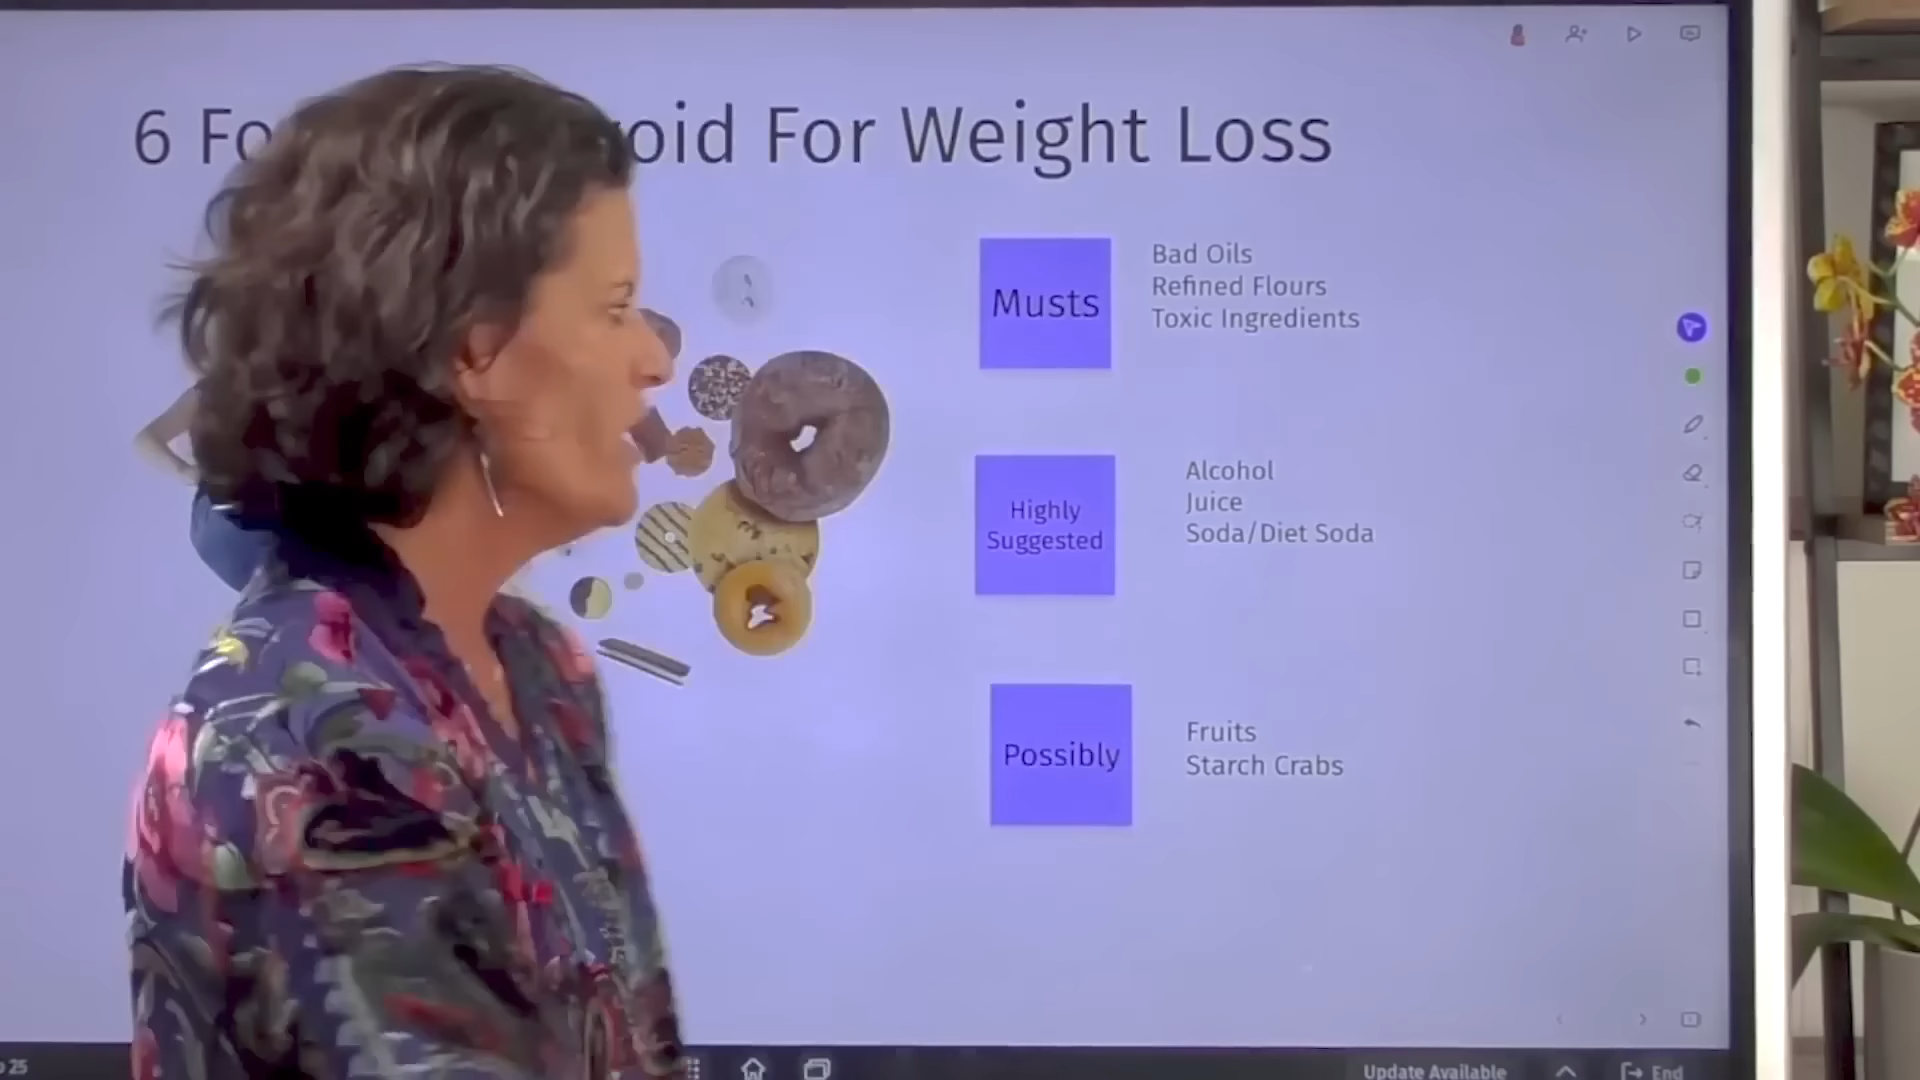 6 Fo oid For Weight Loss
Musts
Bad Oils
Refined Flours
Toxic Ingredients
Highly
Suggested
Alcohol
Juice
Soda/Diet Soda
Possibly
Fruits
Starch Crabs
25
Update Available
End